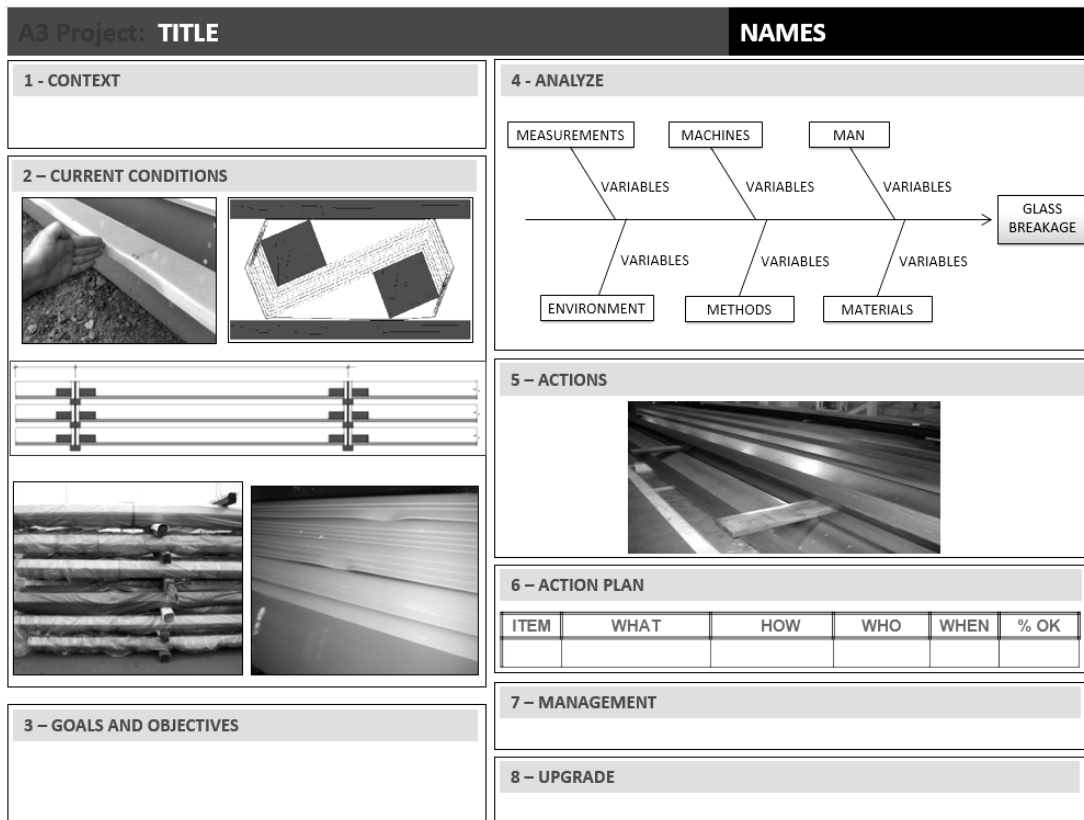 A3 Project: TITLE
NAMES
1 - CONTEXT
2 – CURRENT CONDITIONS
3 – GOALS AND OBJECTIVES
4 - ANALYZE
MEASUREMENTS
MACHINES
MAN
VARIABLES
VARIABLES
VARIABLES
GLASS
BREAKAGE
VARIABLES
VARIABLES
VARIABLES
ENVIRONMENT
METHODS
MATERIALS
5 – ACTIONS
6 – ACTION PLAN
ITEM WHAT HOW WHO WHEN % OK
7 – MANAGEMENT
8 – UPGRADE